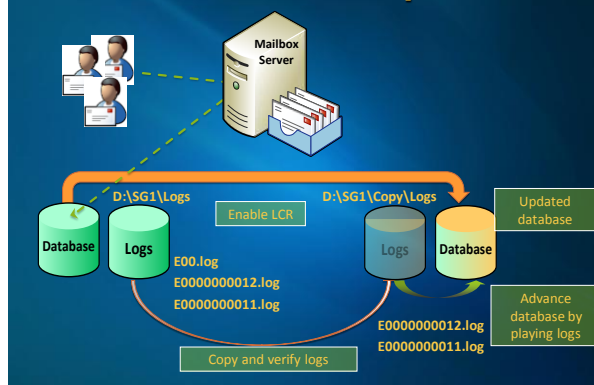 Mailbox
Server
D:\SG1\Logs
D:\SG1\Copy\Logs
Enable LCR
Updated
database
Database
Logs
Logs
Database
E00.log
E0000000012.log
E0000000011.log
Advance
database by
playing logs
E0000000012.log
E0000000011.log
Copy and verify logs